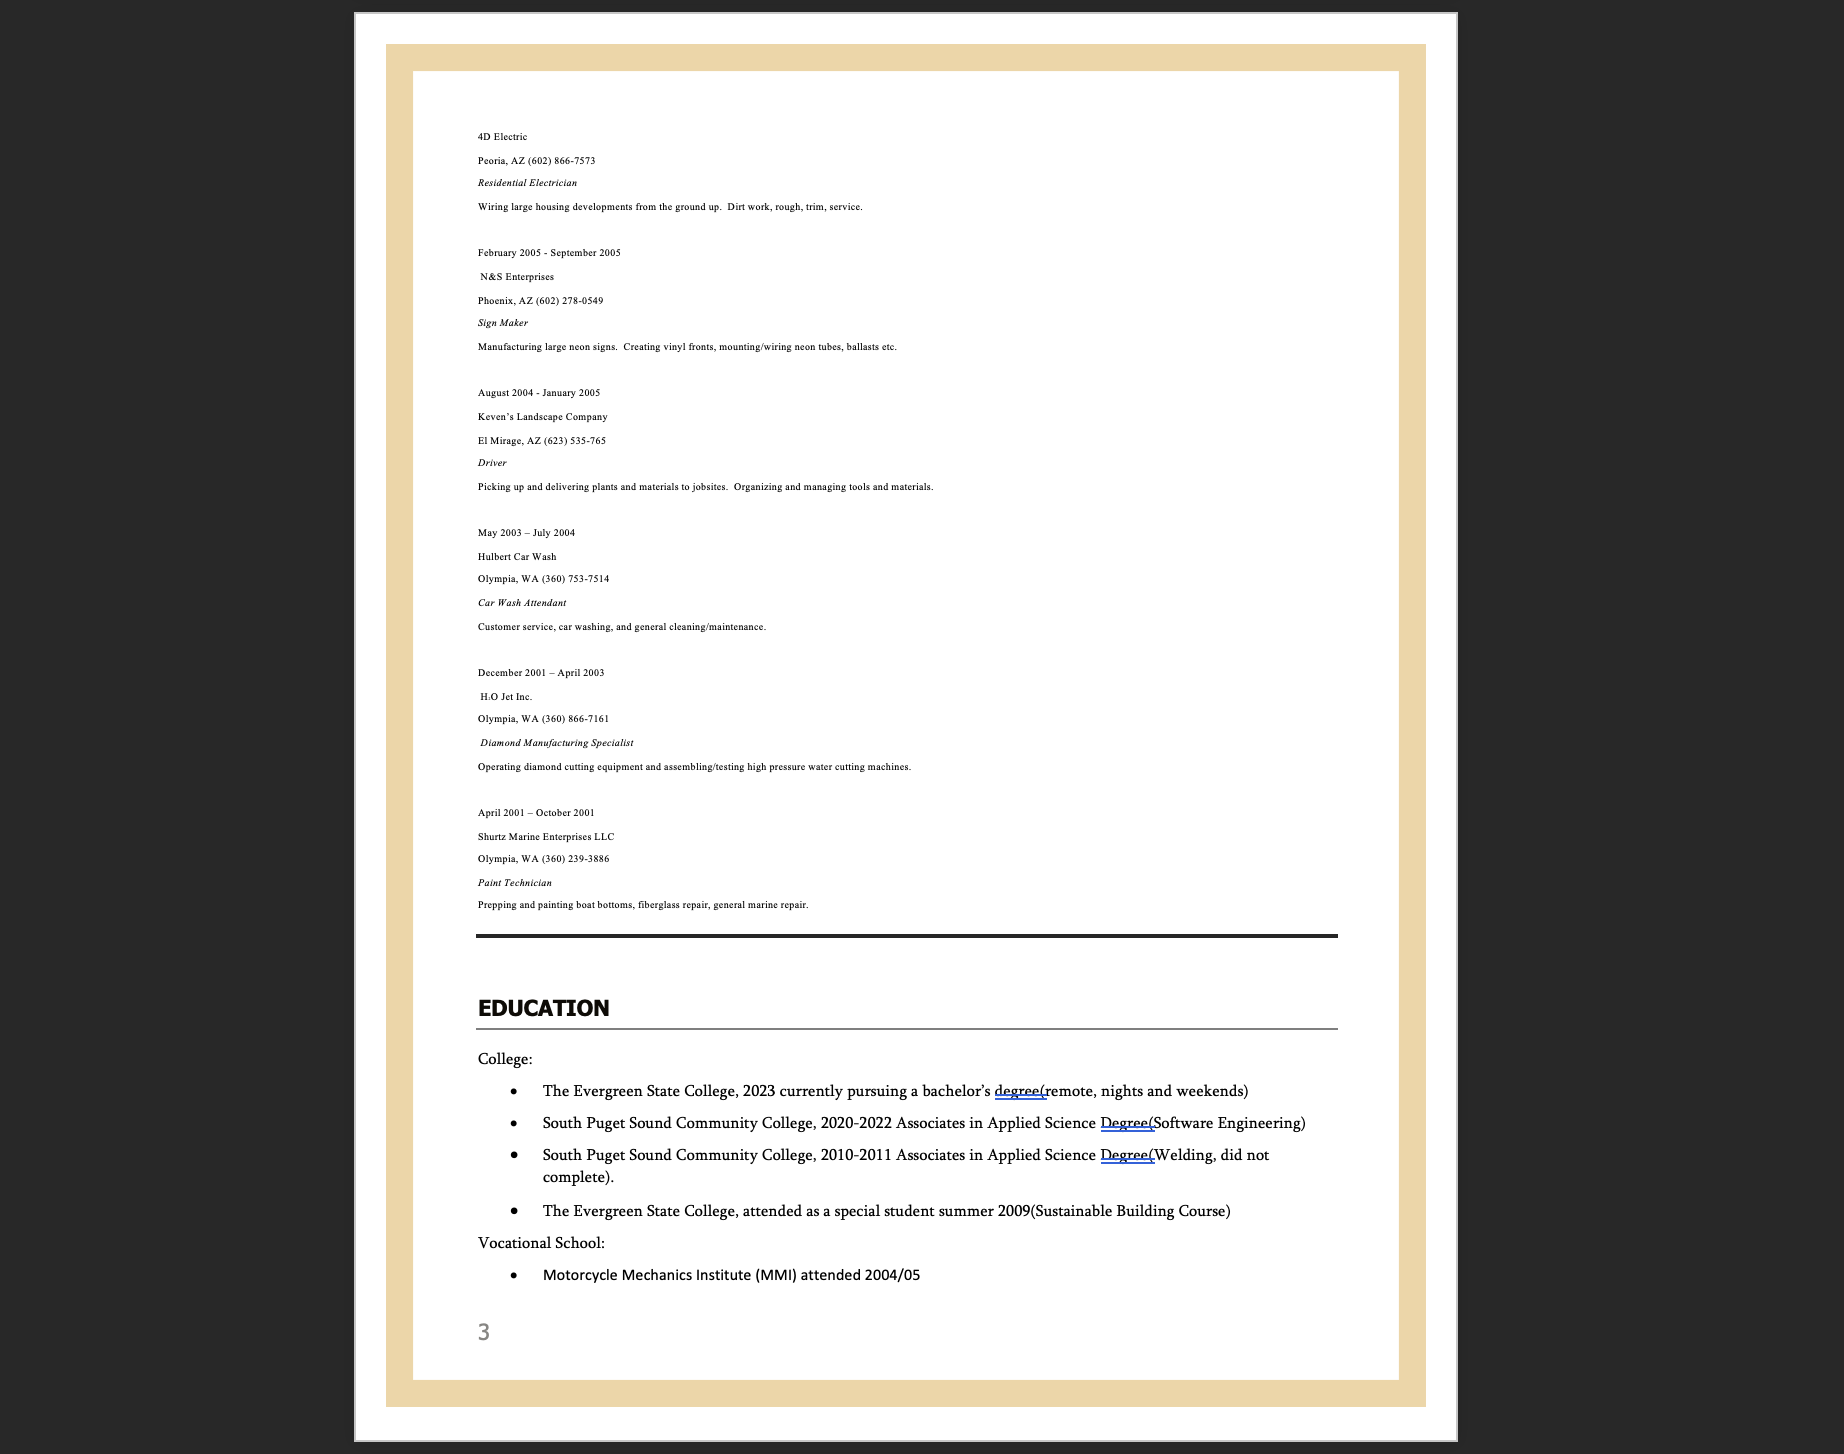 4D Electric
Peoria, AZ (602) 866-7573
Residential Electrician
Wiring large housing developments from the ground up.  Dirt work, rough, trim, service.
February 2005 - September 2005
N&S Enterprises
Phoenix, AZ (602) 278-0549
Sign Maker
Manufacturing large neon signs.  Creating vinyl fronts, mounting/wiring neon tubes, ballasts etc.
August 2004 - January 2005
Keven’s Landscape Company
El Mirage, AZ (623) 535-765
Driver
Picking up and delivering plants and materials to jobsites.  Organizing and managing tools and materials.
May 2003 – July 2004
Hulbert Car Wash
Olympia, WA (360) 753-7514
Car Wash Attendant
Customer service, car washing, and general cleaning/maintenance.
December 2001 – April 2003
H₂O Jet Inc.
Olympia, WA (360) 866-7161
Diamond Manufacturing Specialist
Operating diamond cutting equipment and assembling/testing high pressure water cutting machines.
April 2001 – October 2001
Shurtz Marine Enterprises LLC
Olympia, WA (360) 239-3886
Paint Technician
Prepping and painting boat bottoms, fiberglass repair, general marine repair.
EDUCATION
College:
• The Evergreen State College, 2023 currently pursuing a bachelor’s degree(remote, nights and weekends)
• South Puget Sound Community College, 2020-2022 Associates in Applied Science Degree(Software Engineering)
• South Puget Sound Community College, 2010-2011 Associates in Applied Science Degree(Welding, did not
complete).
• The Evergreen State College, attended as a special student summer 2009(Sustainable Building Course)
Vocational School:
• Motorcycle Mechanics Institute (MMI) attended 2004/05
3